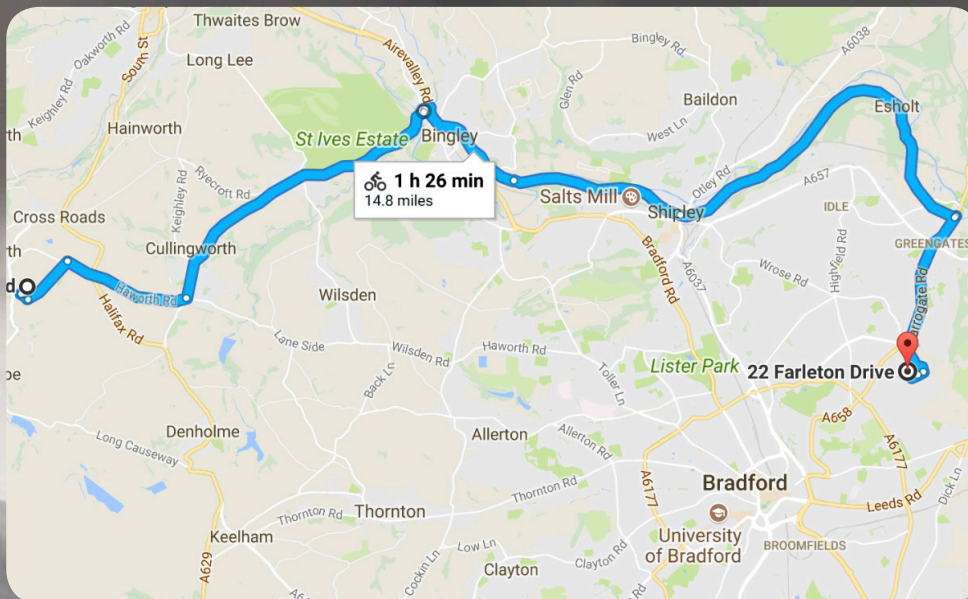 Thwaites Brow
Long Lee
Oakworth Rd
South St
Keighley Rd
Airevalley Rd
Bingley Rd
A6038
Hainworth
Glen Rd
Baildon
Esholt
St Ives Estate
Bingley
West Ln
Ryecroft Rd
Keighley Rd
1 h 26 min
14.8 miles
Salts Mill
Otley Rd
A657
IDLE
Shipley
Cross Roads
Cullingworth
GREENGATES
Highfield Rd
Wrose Rd
Bradford Rd
A6037
Haworth Rd
Halifax Rd
Wilsden
arrogate Rd
Lane Side
Wilsden Rd
Haworth Rd
Back Ln
Toller Ln
Lister Park
22 Farleton Drive
A658
Denholme
Allerton
Allerton Rd
Long Causeway
A6177
A6177
Dick Ln
Bradford
Leeds Rd
Thornton Rd
Thornton
Thornton Rd
University
of Bradford
BROOMFIELDS
Keelham
Low Ln
Cockin Ln
Clayton
Clayton Rd
A629